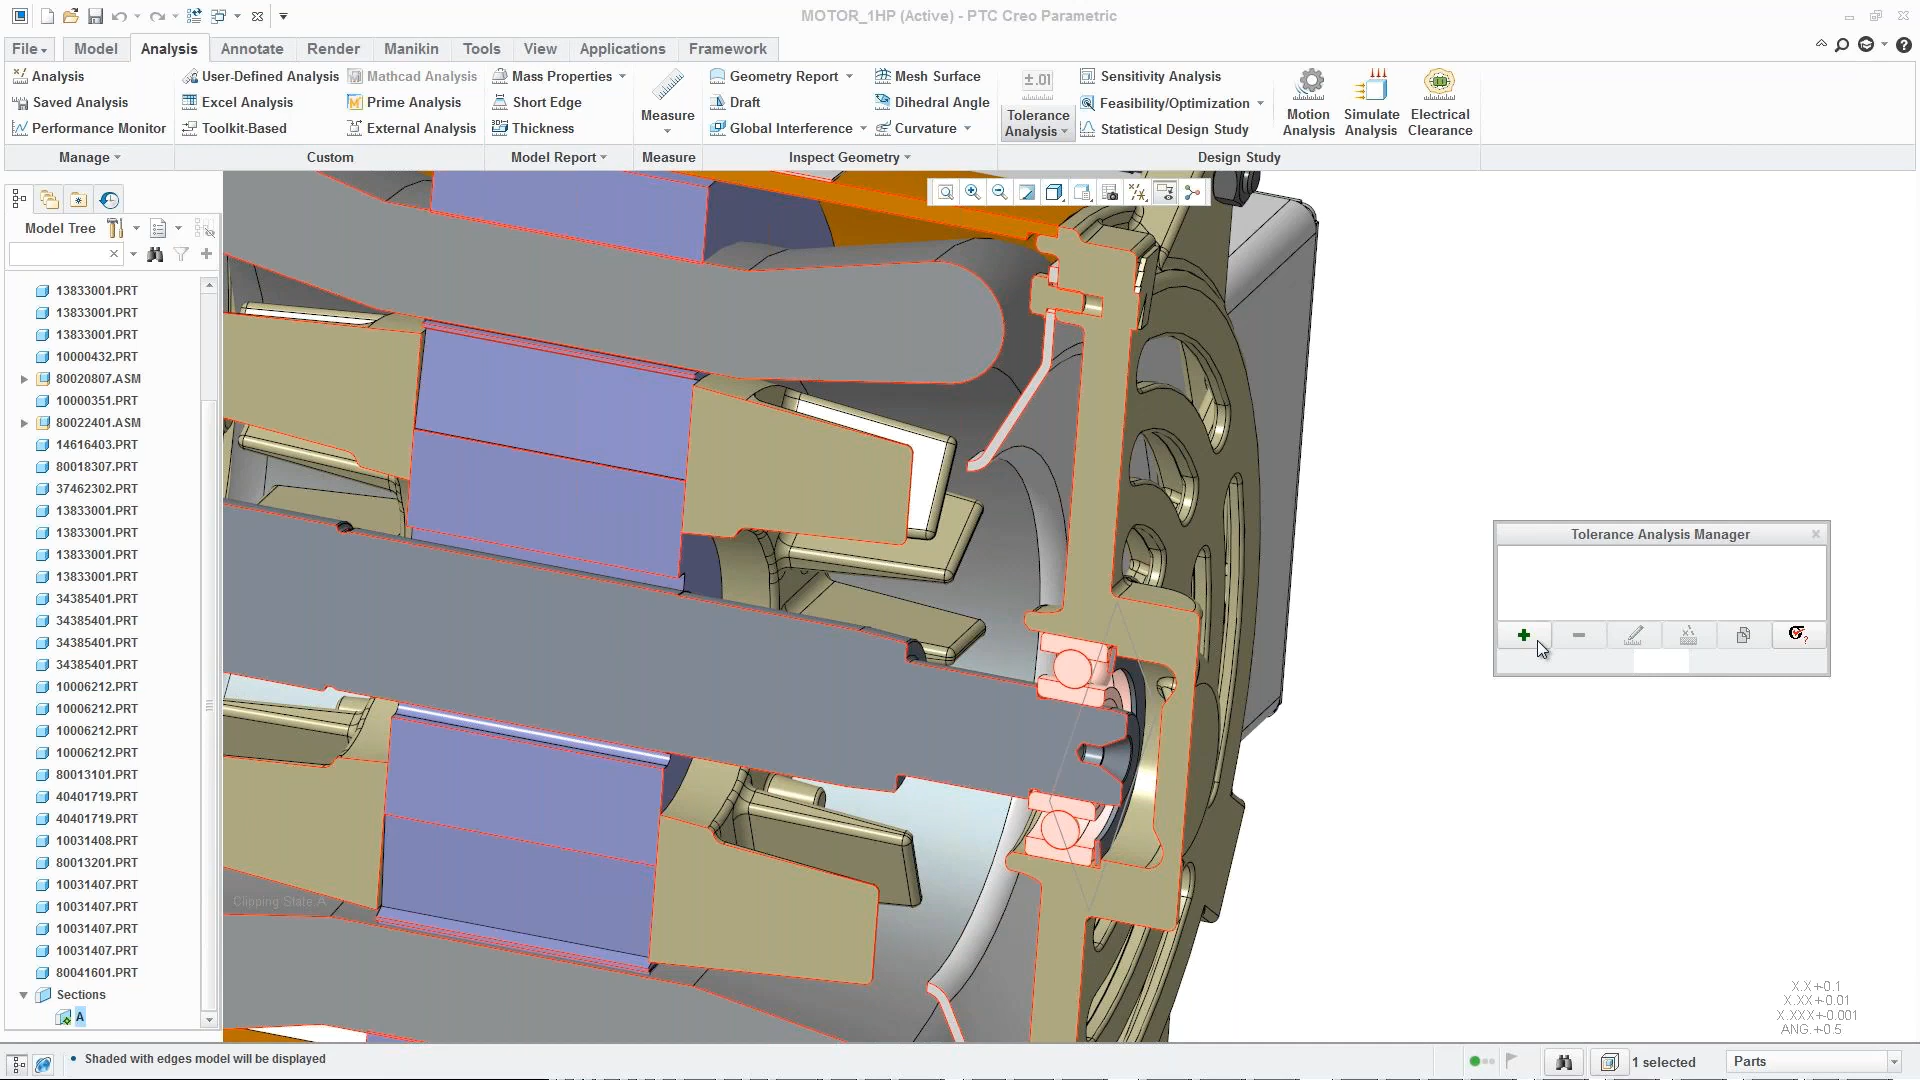 MOTOR_1HP (Active) - PTC Creo Parametric
File Model Analysis Annotate Render Manikin Tools View Applications Framework
Analysis User-Defined Analysis Mathcad Analysis Mass Properties Geometry Report Mesh Surface ±.01 Sensitivity Analysis
Saved Analysis Excel Analysis Prime Analysis Short Edge Draft Dihedral Angle Feasibility/Optimization
Performance Monitor Toolkit-Based External Analysis Thickness Measure Global Interference Curvature Tolerance Analysis Statistical Design Study Motion Analysis Simulate Analysis Electrical Clearance
Manage Custom Model Report Measure Inspect Geometry Design Study
Model Tree
13833001.PRT
13833001.PRT
13833001.PRT
10000432.PRT
80020807.ASM
10000351.PRT
80022401.ASM
14616403.PRT
80018307.PRT
37462302.PRT
13833001.PRT
13833001.PRT
13833001.PRT
13833001.PRT
34385401.PRT
34385401.PRT
34385401.PRT
34385401.PRT
10006212.PRT
10006212.PRT
10006212.PRT
10006212.PRT
80013101.PRT
40401719.PRT
40401719.PRT
10031408.PRT
80013201.PRT
10031407.PRT
10031407.PRT
10031407.PRT
10031407.PRT
80041601.PRT
Sections
A
Clipping State:A
Tolerance Analysis Manager
X.X+-0.1
X.XX+-0.01
X.XXX+-0.001
ANG.+-0.5
Shaded with edges model will be displayed
1 selected
Parts